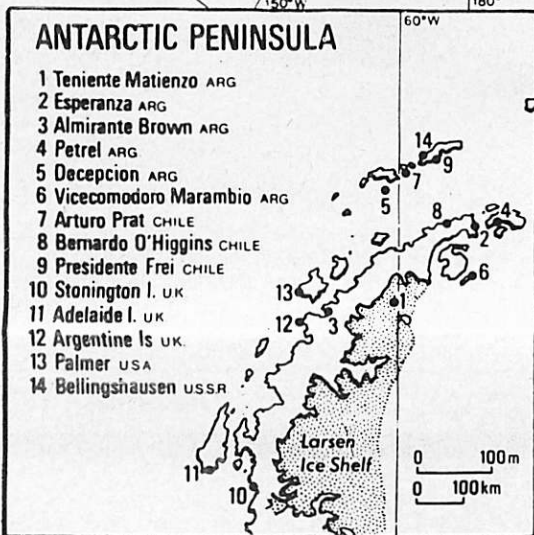 150°W
180°
60°W
ANTARCTIC PENINSULA
1 Teniente Matienzo ARG
2 Esperanza ARG
3 Almirante Brown ARG
4 Petrel ARG
5 Decepcion ARG
6 Vicecomodoro Marambio ARG
7 Arturo Prat CHILE
8 Bernardo O'Higgins CHILE
9 Presidente Frei CHILE
10 Stonington I. UK
11 Adelaide I. UK
12 Argentine Is UK.
13 Palmer USA
14 Bellingshausen USSR
14
9
7
5
8
4
2
6
13
12
3
1
Larsen
Ice Shelf
11
10
0 100m
0 100km